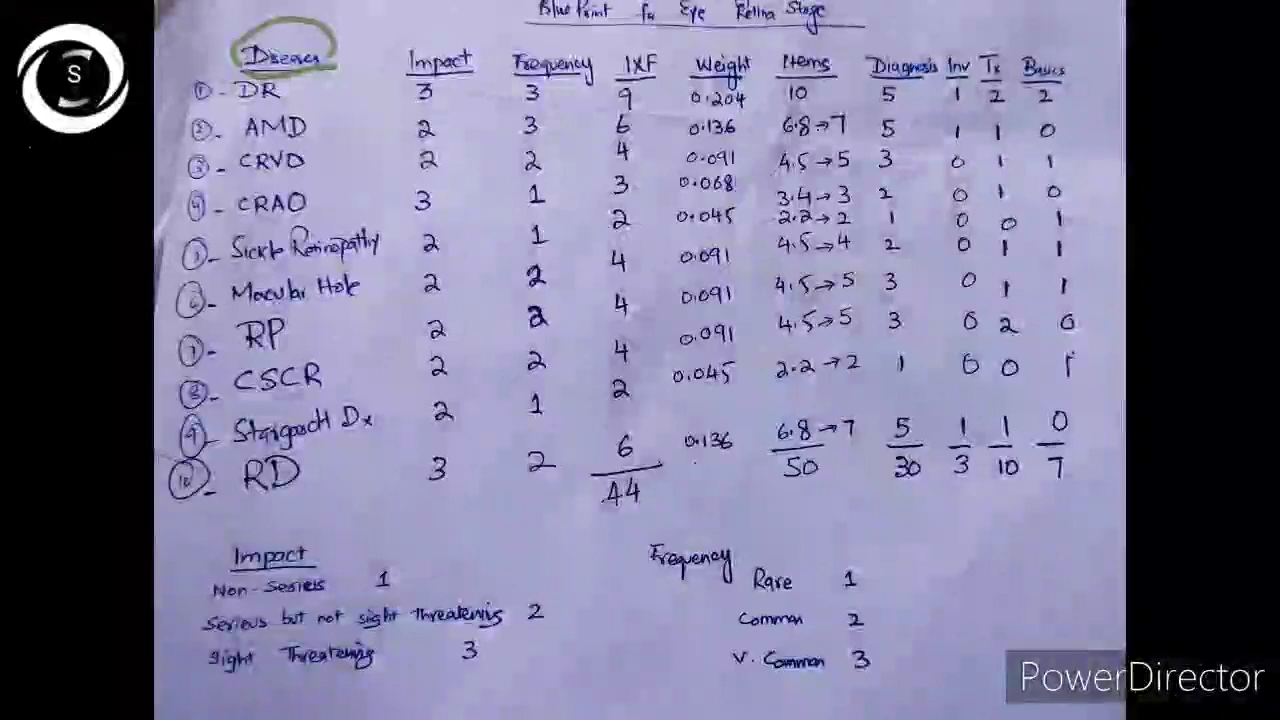 Blue Print for Eye Retina Stage
Diseases Impact Frequency IXF Weight Items Diagnosis Inv Tx Basics
S
① - DR 3 3 9 0.204 10 5 1 2 2
② - AMD 2 3 6 0.136 6.8→7 5 1 1 0
③ - CRVO 2 2 4 0.091 4.5→5 3 0 1 1
④ - CRAO 3 1 3 0.068 3.4→3 2 0 1 0
⑤ - Sickle Retinopathy 2 1 2 0.045 2.2→2 1 0 0 1
⑥ - Macular Hole 2 2 4 0.091 4.5→4 2 0 1 1
⑦ - RP 2 2 4 0.091 4.5→5 3 0 1 1
⑧ - CSCR 2 2 4 0.091 4.5→5 3 0 2 0
⑨ - Stargardt Dx 2 1 2 0.045 2.2→2 1 0 0 1
⑩ - RD 3 2 6 0.136 6.8→7 5 1 1 0
44 50 30 3 10 7
Impact
Non-Serious 1
Serious but not sight threatening 2
Sight Threatening 3
Frequency
Rare 1
Common 2
V. Common 3
PowerDirector